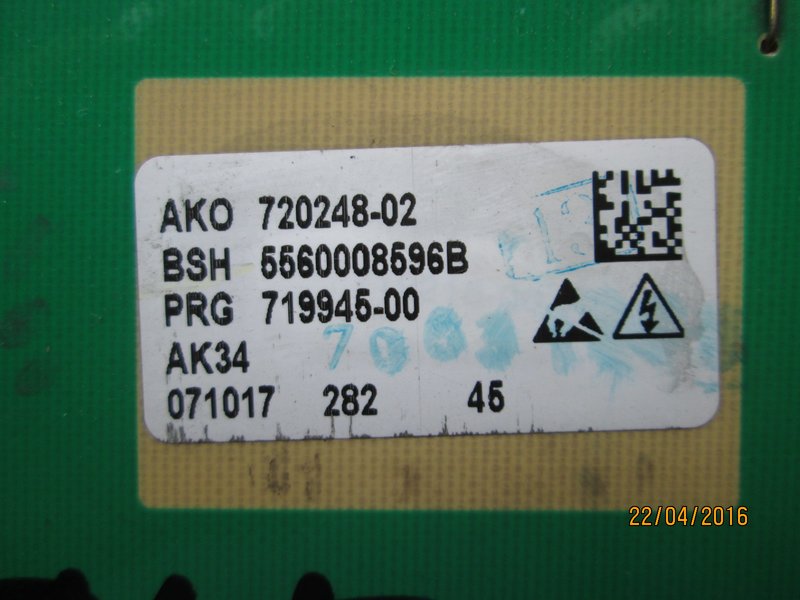 AKO 720248-02
BSH 5560008596B
PRG 719945-00
AK34
071017 282 45
22/04/2016